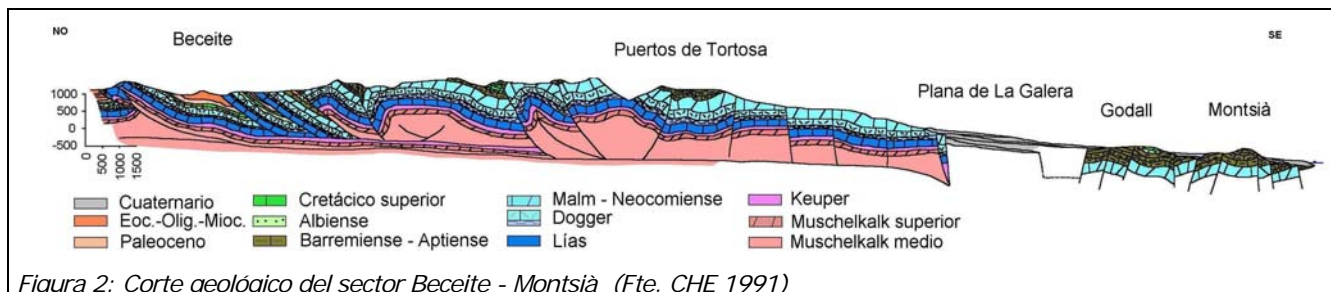 NO
SE
Beceite
Puertos de Tortosa
Plana de La Galera
Godall
Montsià
1000
500
0
-500
0
500
1000
1500
Cuaternario
Eoc.-Olig.-Mioc.
Paleoceno
Cretácico superior
Albiense
Barremiense - Aptiense
Malm - Neocomiense
Dogger
Lías
Keuper
Muschelkalk superior
Muschelkalk medio
Figura 2: Corte geológico del sector Beceite - Montsià (Fte. CHE 1991)